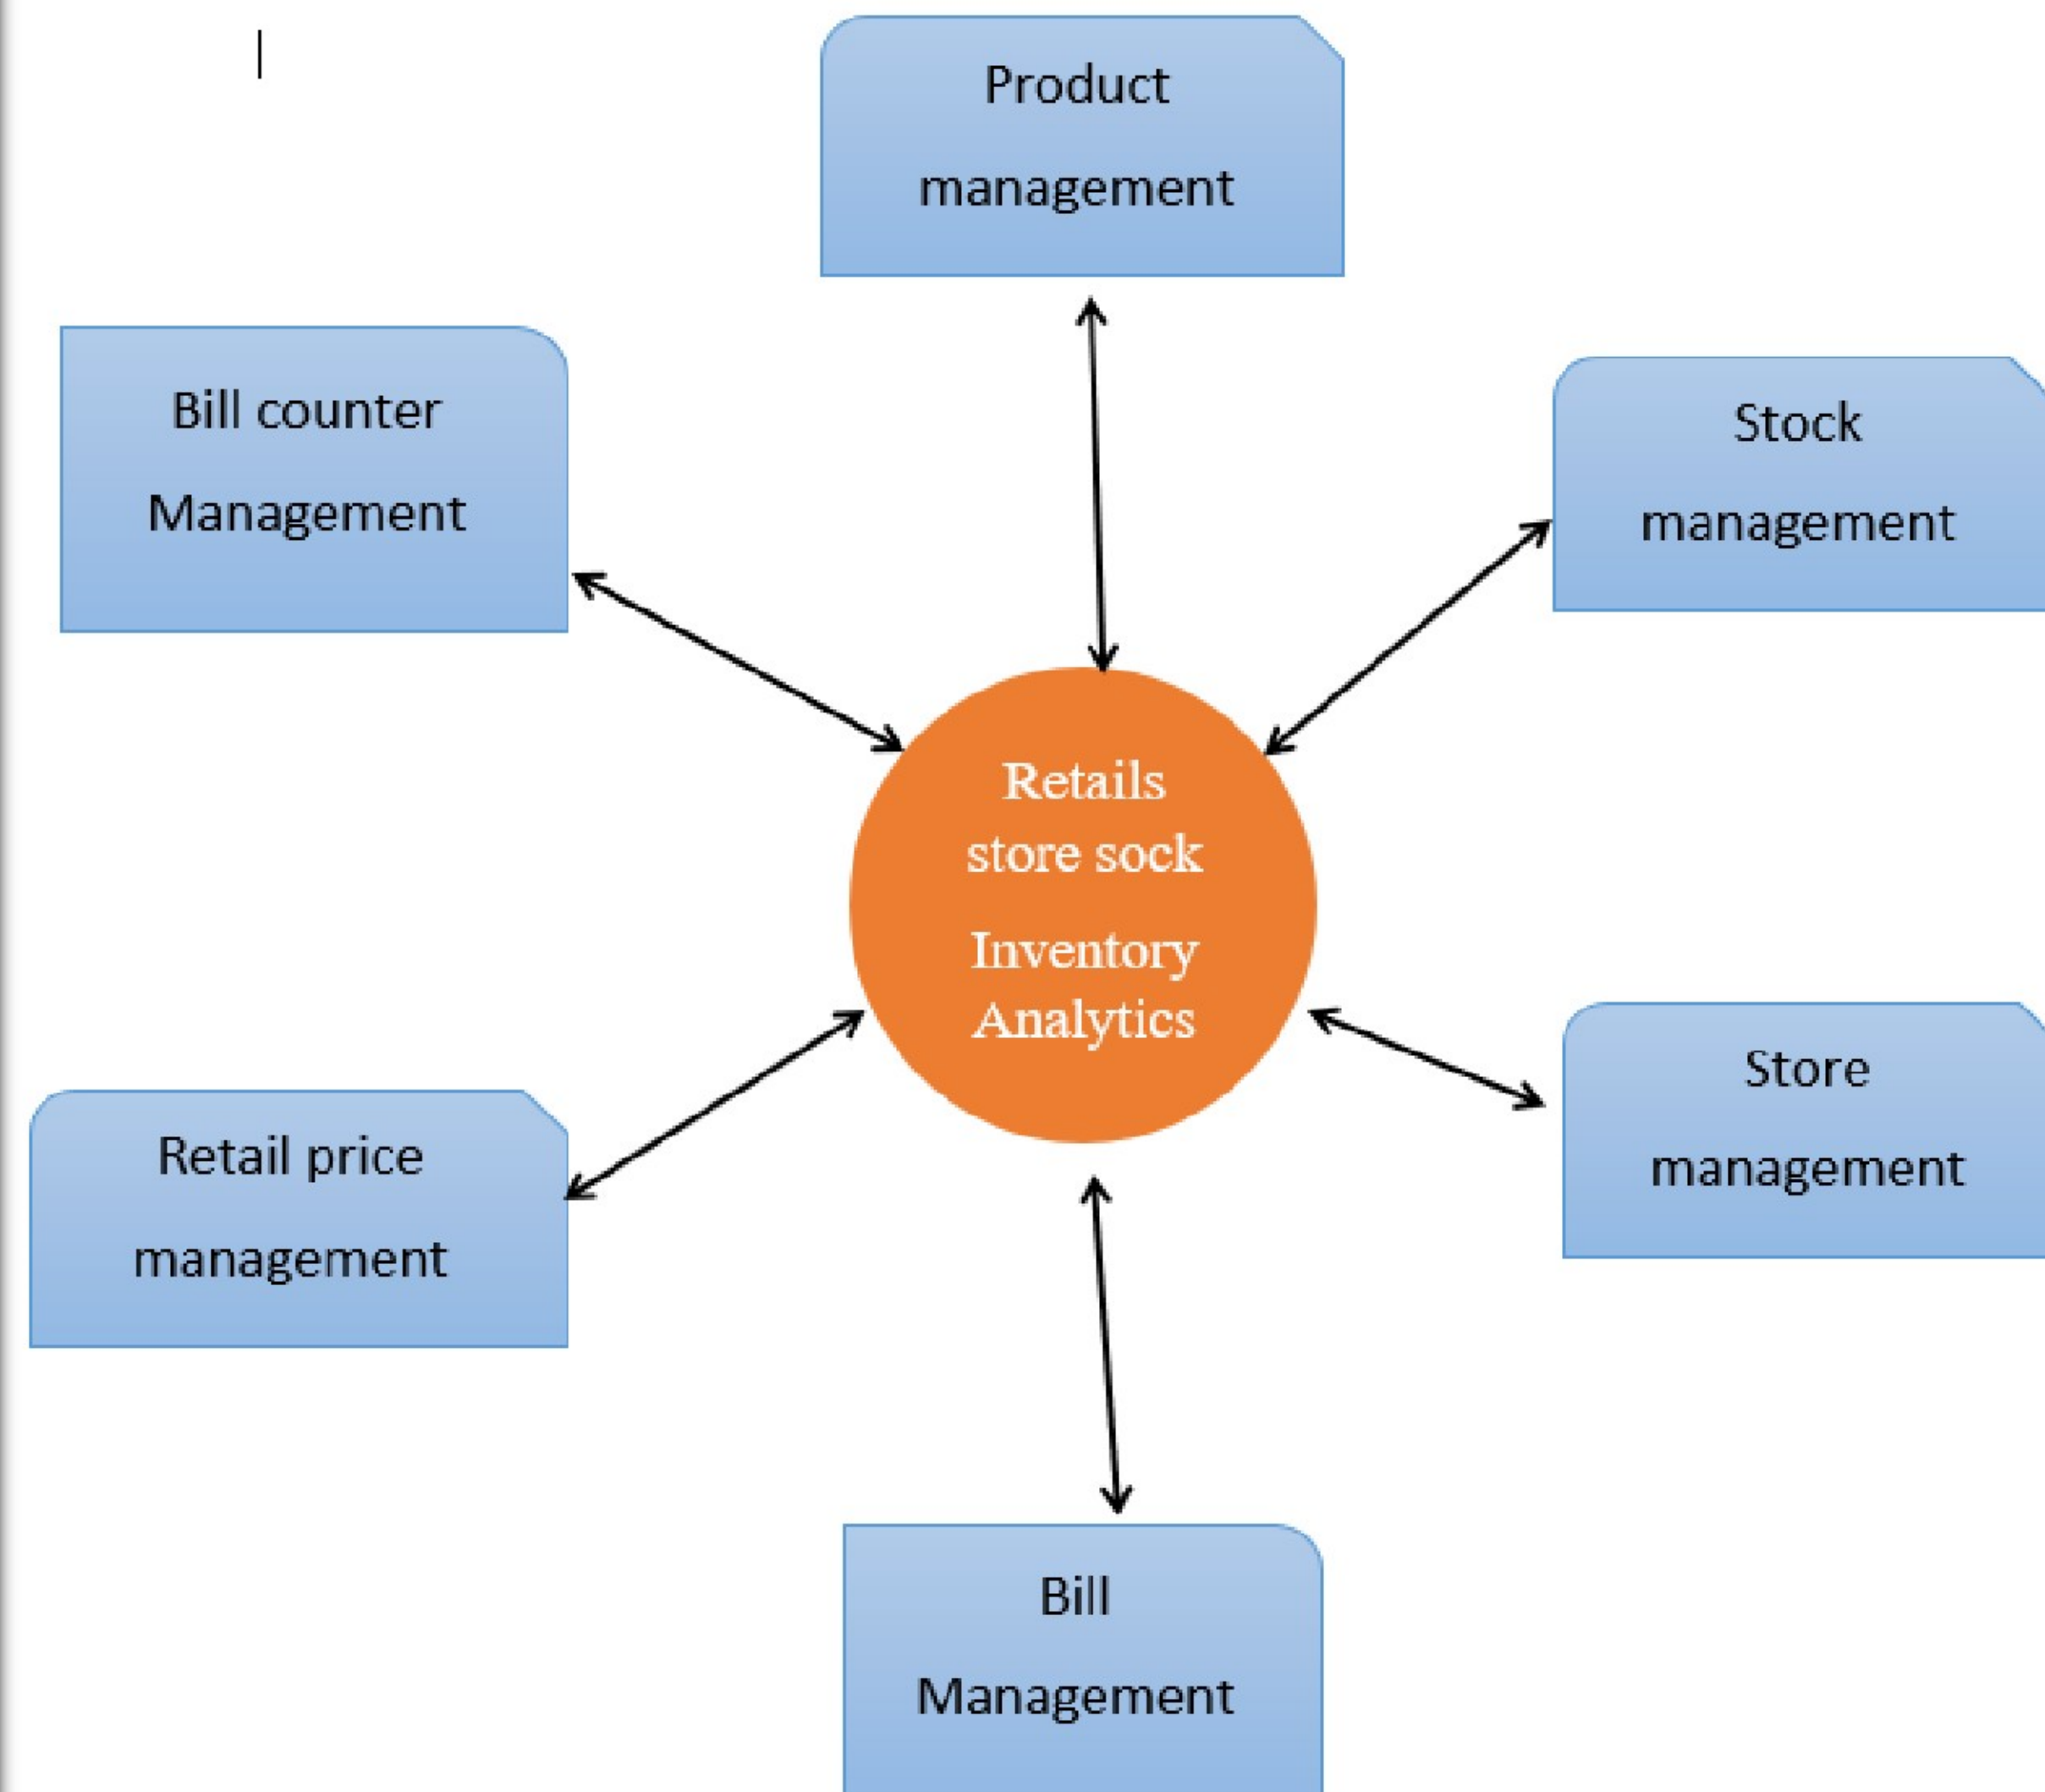 Product
management
Bill counter
Management
Stock
management
Retails
store sock
Inventory
Analytics
Store
management
Retail price
management
Bill
Management